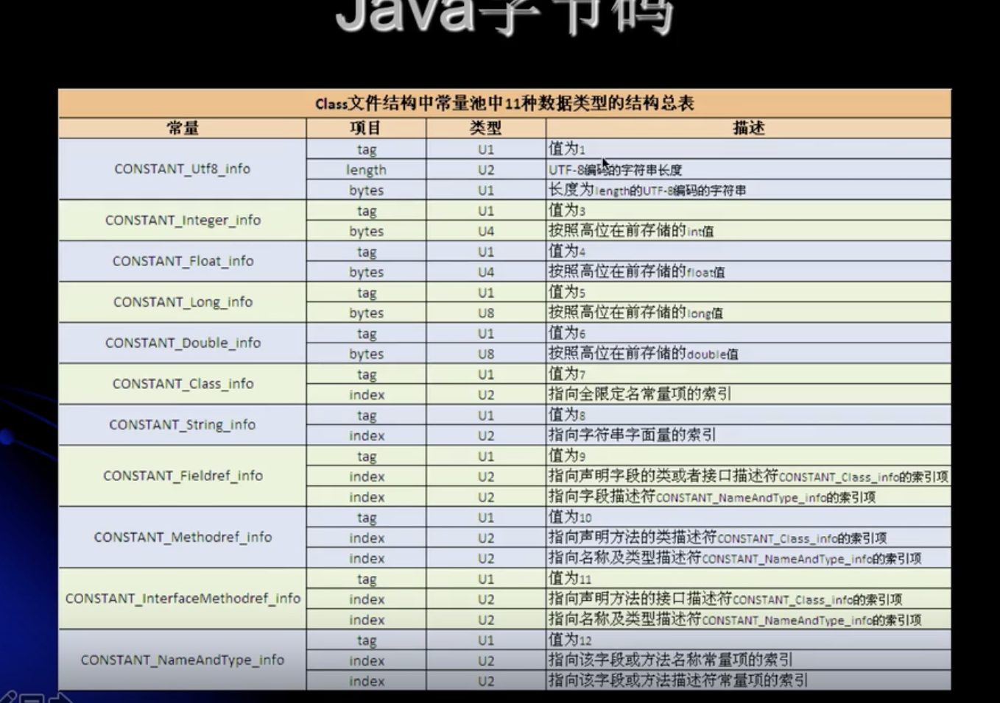 Java字节码
Class文件结构中常量池中11种数据类型的结构总表
常量 项目 类型 描述
CONSTANT_Utf8_info tag U1 值为1
length U2 UTF-8编码的字符串长度
bytes U1 长度为length的UTF-8编码的字符串
CONSTANT_Integer_info tag U1 值为3
bytes U4 按照高位在前存储的int值
CONSTANT_Float_info tag U1 值为4
bytes U4 按照高位在前存储的float值
CONSTANT_Long_info tag U1 值为5
bytes U8 按照高位在前存储的long值
CONSTANT_Double_info tag U1 值为6
bytes U8 按照高位在前存储的double值
CONSTANT_Class_info tag U1 值为7
index U2 指向全限定名常量项的索引
CONSTANT_String_info tag U1 值为8
index U2 指向字符串字面量的索引
CONSTANT_Fieldref_info tag U1 值为9
index U2 指向声明字段的类或者接口描述符CONSTANT_Class_info的索引项
index U2 指向字段描述符CONSTANT_NameAndType_info的索引项
CONSTANT_Methodref_info tag U1 值为10
index U2 指向声明方法的类描述符CONSTANT_Class_info的索引项
index U2 指向名称及类型描述符CONSTANT_NameAndType_info的索引项
CONSTANT_InterfaceMethodref_info tag U1 值为11
index U2 指向声明方法的接口描述符CONSTANT_Class_info的索引项
index U2 指向名称及类型描述符CONSTANT_NameAndType_info的索引项
CONSTANT_NameAndType_info tag U1 值为12
index U2 指向该字段或方法名称常量项的索引
index U2 指向该字段或方法描述符常量项的索引